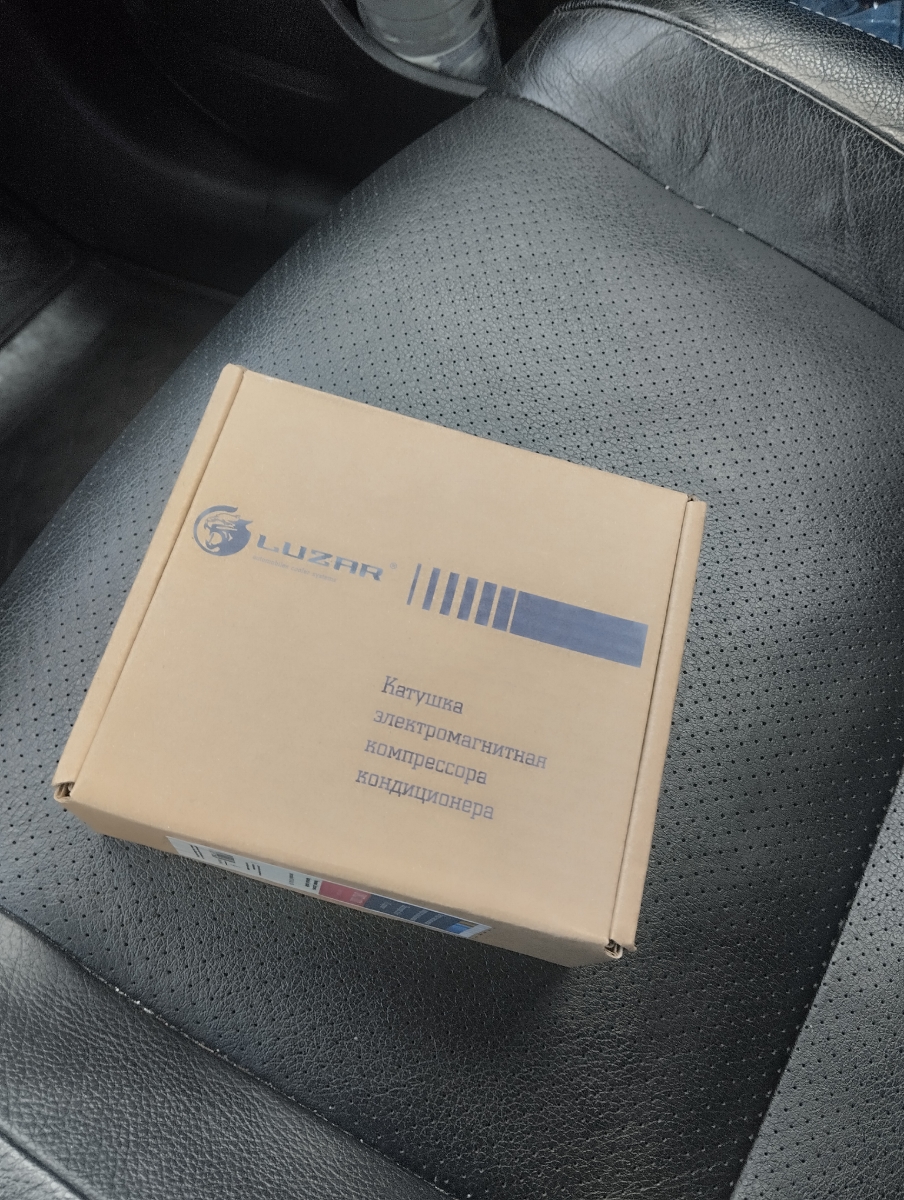 LUZAR®
Катушка
электромагнитная
компрессора
кондиционера